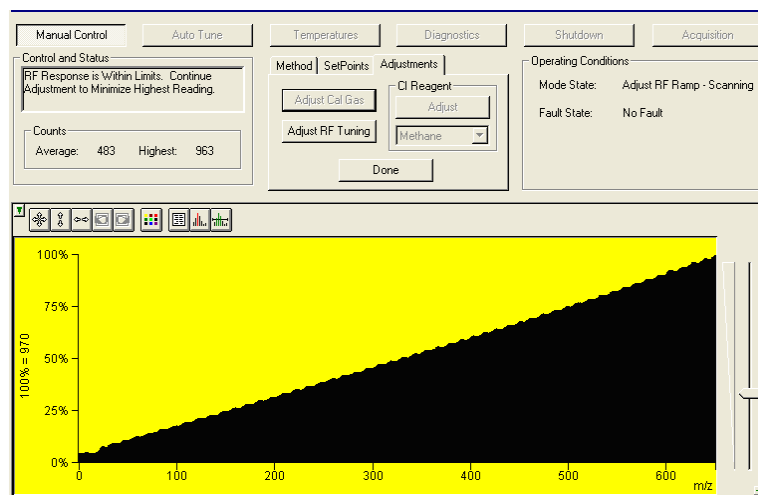 Manual Control
Auto Tune
Temperatures
Diagnostics
Shutdown
Acquisition
Control and Status
RF Response is Within Limits. Continue
Adjustment to Minimize Highest Reading.
Counts
Average: 483 Highest: 963
Method SetPoints Adjustments
Adjust Cal Gas
Adjust RF Tuning
CI Reagent
Adjust
Methane
Done
Operating Conditions
Mode State: Adjust RF Ramp - Scanning
Fault State: No Fault
100%
75%
50%
25%
0%
100% = 970
0 100 200 300 400 500 600
m/z